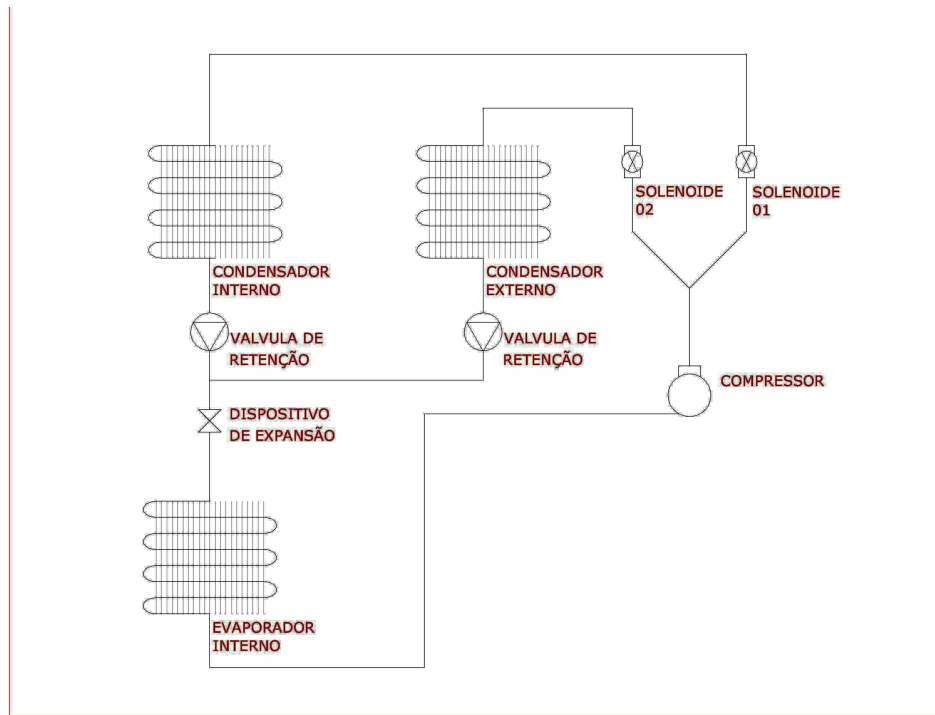 SOLENOIDE
02
SOLENOIDE
01
CONDENSADOR
INTERNO
CONDENSADOR
EXTERNO
VALVULA DE
RETENÇÃO
VALVULA DE
RETENÇÃO
COMPRESSOR
DISPOSITIVO
DE EXPANSÃO
EVAPORADOR
INTERNO